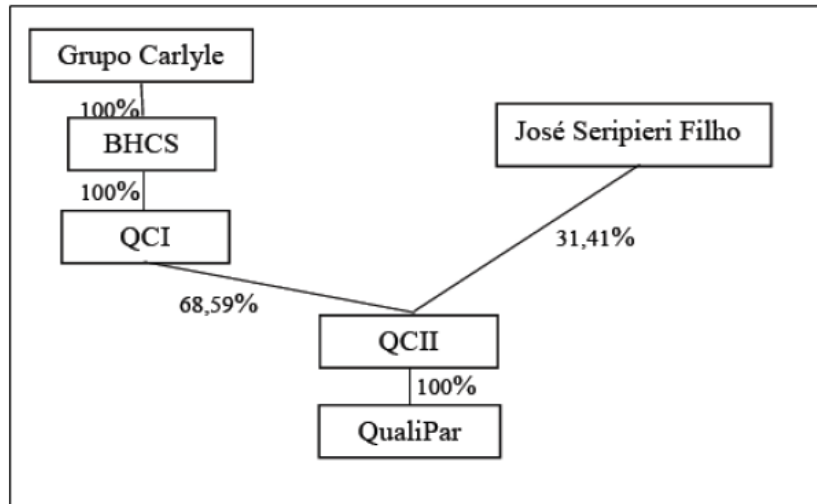 Grupo Carlyle
100%
BHCS
José Seripieri Filho
100%
QCI
31,41%
68,59%
QCII
100%
QualiPar